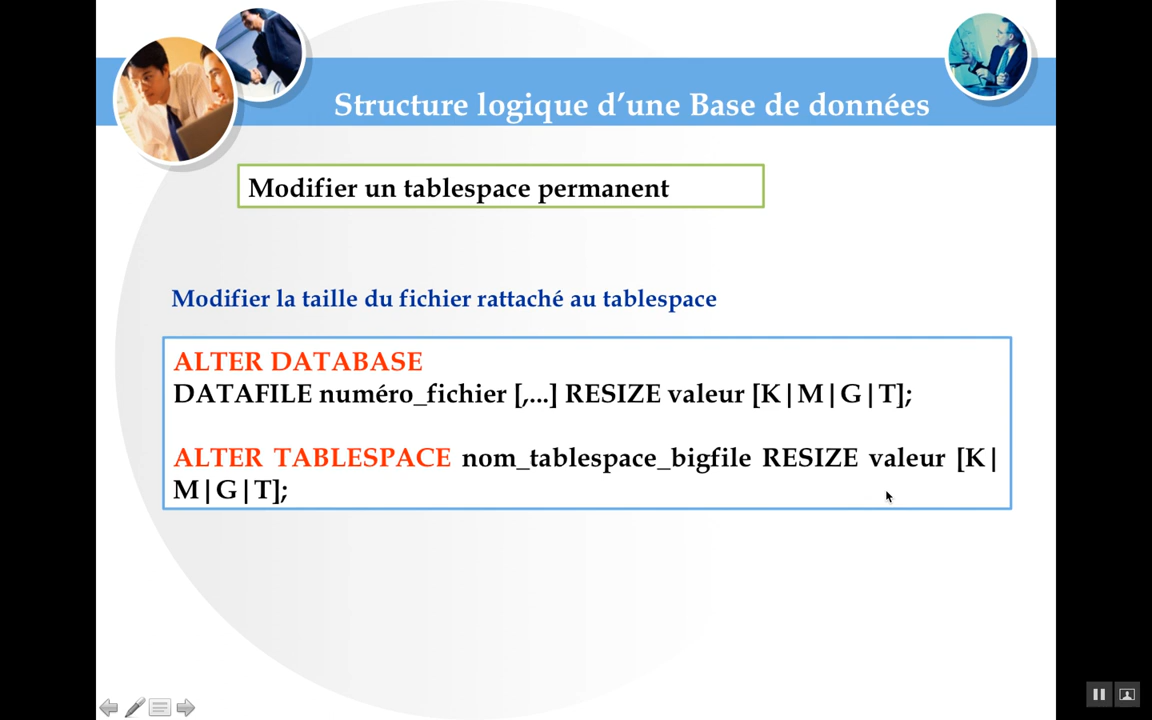 Structure logique d’une Base de données
Modifier un tablespace permanent
Modifier la taille du fichier rattaché au tablespace
ALTER DATABASE
DATAFILE numéro_fichier [,...] RESIZE valeur [K|M|G|T];
ALTER TABLESPACE nom_tablespace_bigfile RESIZE valeur [K|
M|G|T];